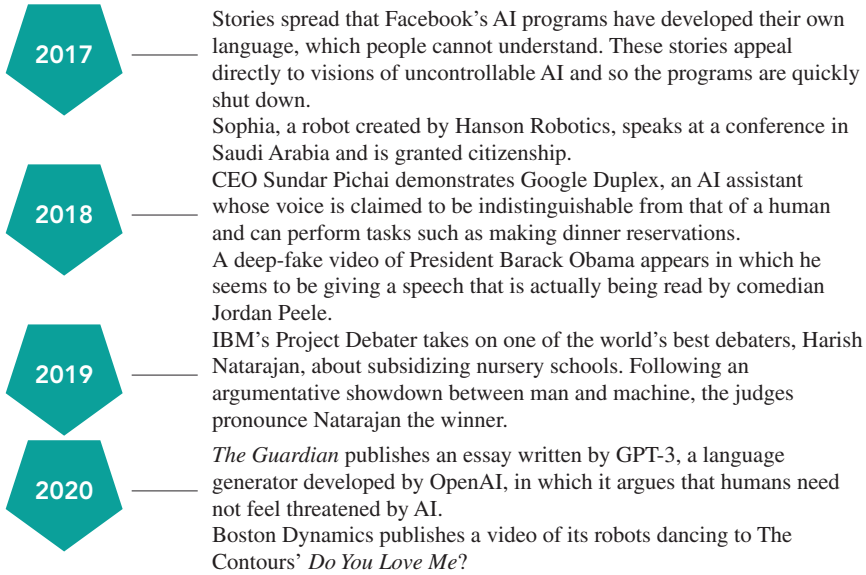 2017
Stories spread that Facebook’s AI programs have developed their own
language, which people cannot understand. These stories appeal
directly to visions of uncontrollable AI and so the programs are quickly
shut down.
Sophia, a robot created by Hanson Robotics, speaks at a conference in
Saudi Arabia and is granted citizenship.
2018
CEO Sundar Pichai demonstrates Google Duplex, an AI assistant
whose voice is claimed to be indistinguishable from that of a human
and can perform tasks such as making dinner reservations.
A deep-fake video of President Barack Obama appears in which he
seems to be giving a speech that is actually being read by comedian
Jordan Peele.
2019
IBM’s Project Debater takes on one of the world’s best debaters, Harish
Natarajan, about subsidizing nursery schools. Following an
argumentative showdown between man and machine, the judges
pronounce Natarajan the winner.
2020
The Guardian publishes an essay written by GPT-3, a language
generator developed by OpenAI, in which it argues that humans need
not feel threatened by AI.
Boston Dynamics publishes a video of its robots dancing to The
Contours’ Do You Love Me?